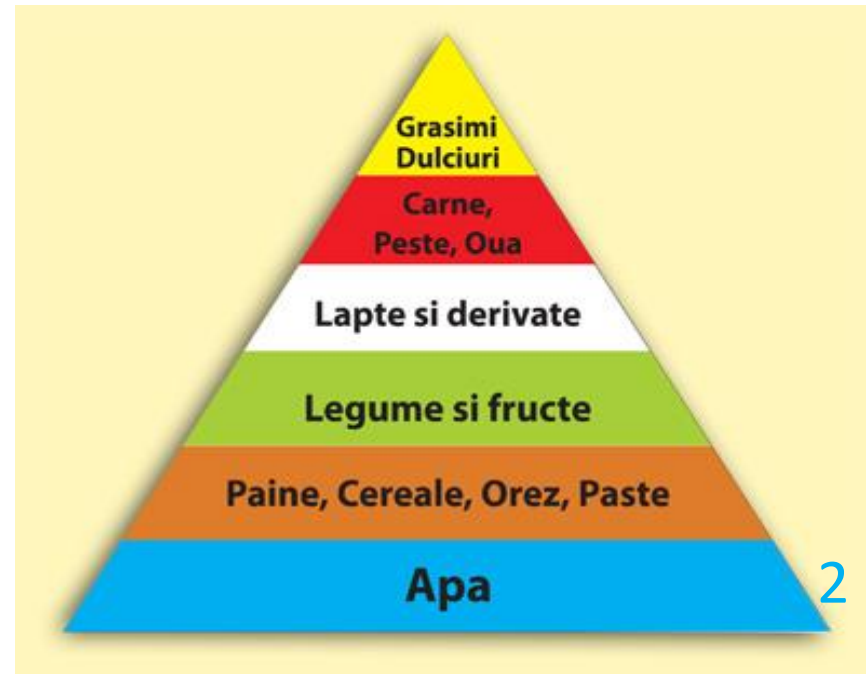 Grasimi
Dulciuri
Carne,
Peste, Oua
Lapte si derivate
Legume si fructe
Paine, Cereale, Orez, Paste
Apa
2